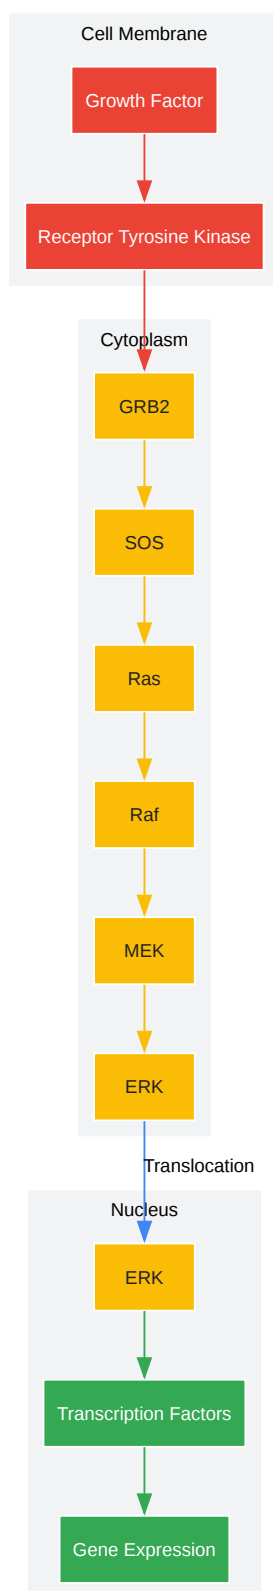 Cell Membrane
Growth Factor
Receptor Tyrosine Kinase
Cytoplasm
GRB2
SOS
Ras
Raf
MEK
ERK
Translocation
Nucleus
ERK
Transcription Factors
Gene Expression